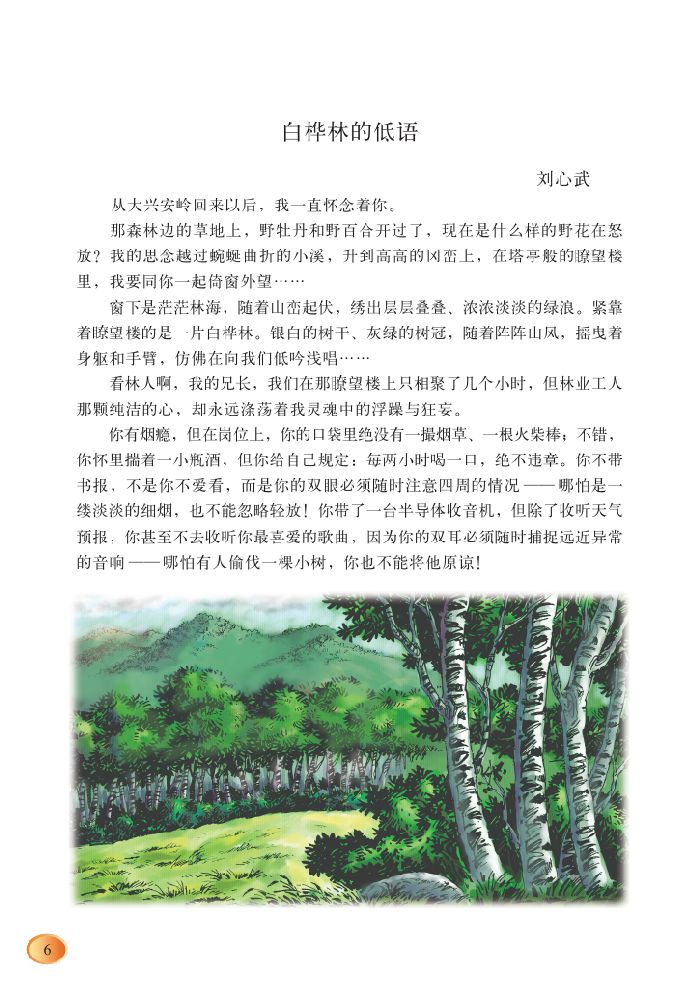 白桦林的低语
刘心武
从大兴安岭回来以后，我一直怀念着你。
那森林边的草地上，野牡丹和野百合开过了，现在是什么样的野花在怒
放？我的思念越过蜿蜒曲折的小溪，升到高高的冈峦上，在塔亭般的瞭望楼
里，我要同你一起倚窗外望……
窗下是茫茫林海，随着山峦起伏，绣出层层叠叠、浓浓淡淡的绿浪。紧靠
着瞭望楼的是一片白桦林。银白的树干、灰绿的树冠，随着阵阵山风，摇曳着
身躯和手臂，仿佛在向我们低吟浅唱……
看林人啊，我的兄长，我们在那瞭望楼上只相聚了几个小时，但林业工人
那颗纯洁的心，却永远涤荡着我灵魂中的浮躁与狂妄。
你有烟瘾，但在岗位上，你的口袋里绝没有一撮烟草、一根火柴棒；不错，
你怀里揣着一小瓶酒，但你给自己规定：每两小时喝一口，绝不违章。你不带
书报，不是你不爱看，而是你的双眼必须随时注意四周的情况——哪怕是一
缕淡淡的细烟，也不能忽略轻放！你带了一台半导体收音机，但除了收听天气
预报，你甚至不去收听你最喜爱的歌曲，因为你的双耳必须随时捕捉远近异常
的音响——哪怕有人偷伐一棵小树，你也不能将他原谅！
6